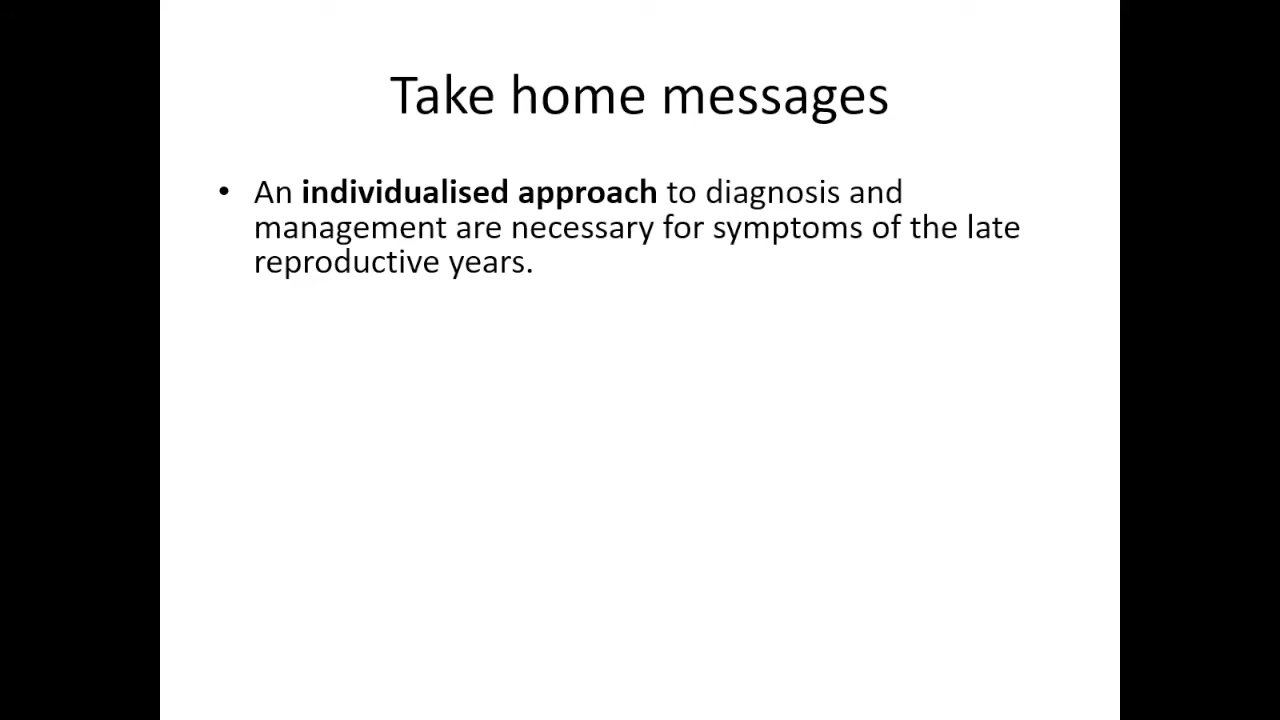 Take home messages
• An individualised approach to diagnosis and
management are necessary for symptoms of the late
reproductive years.